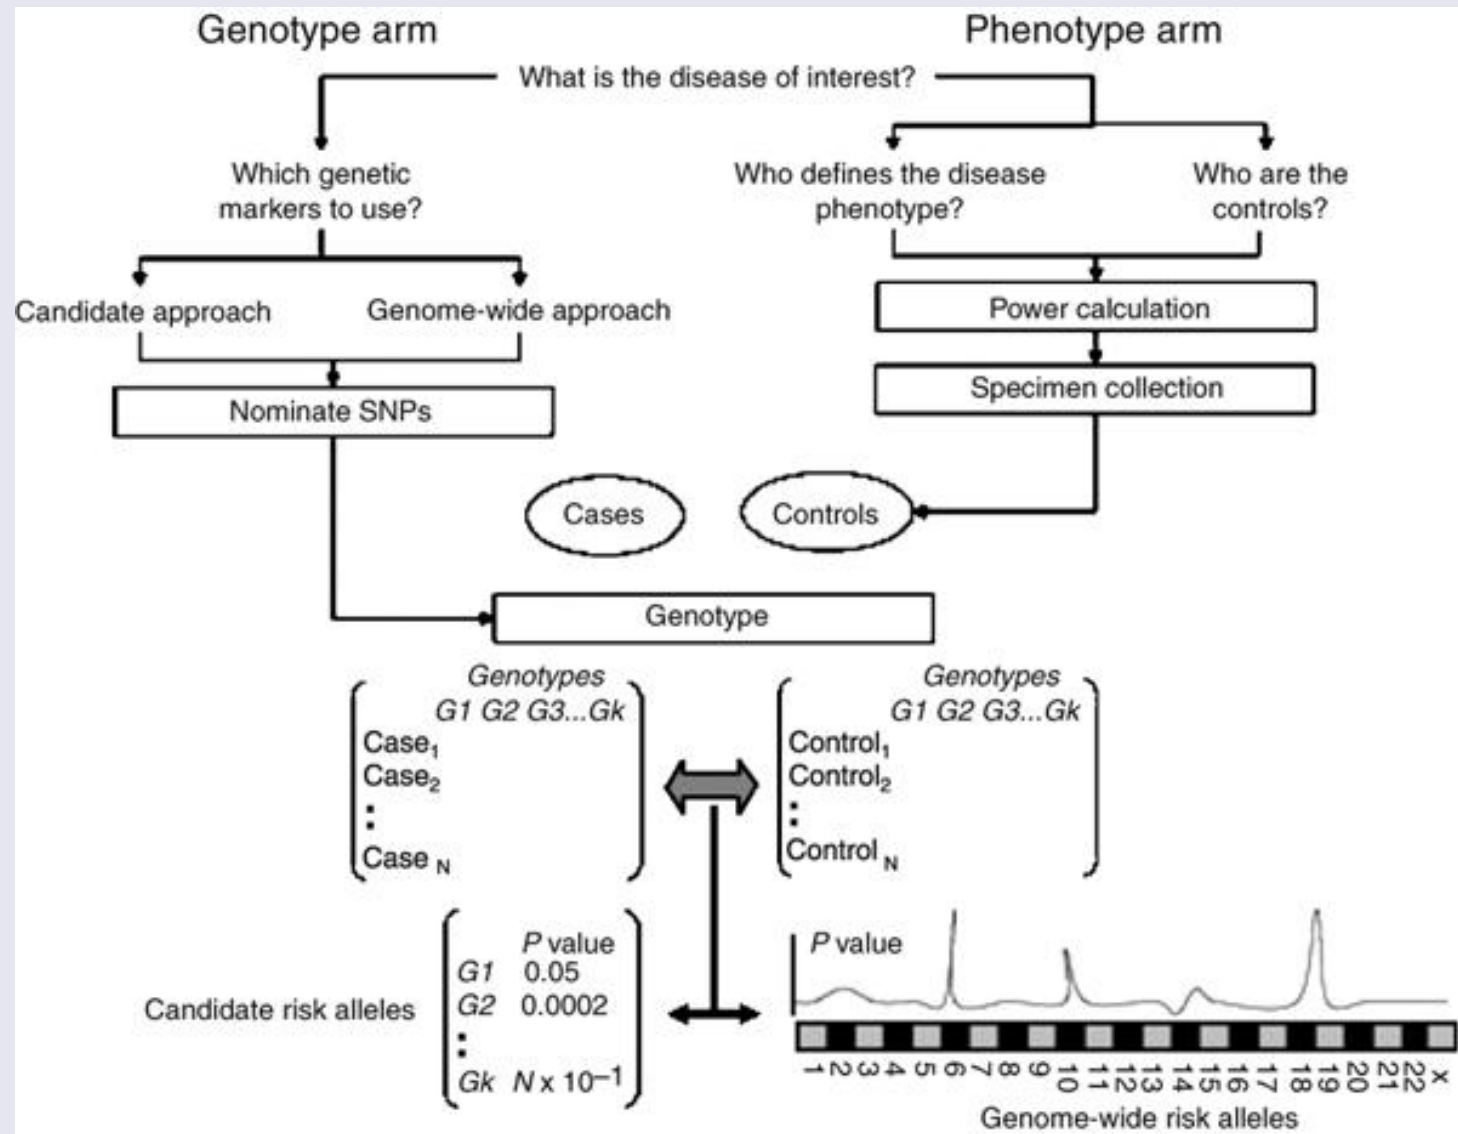 Genotype arm
Phenotype arm
What is the disease of interest?
Which genetic
markers to use?
Who defines the disease
phenotype?
Who are the
controls?
Candidate approach
Genome-wide approach
Power calculation
Nominate SNPs
Specimen collection
Cases
Controls
Genotype
Genotypes
G1 G2 G3...Gk
Case1
Case2
:
Case N
Genotypes
G1 G2 G3...Gk
Control1
Control2
:
Control N
Candidate risk alleles
P value
G1 0.05
G2 0.0002
:
Gk N x 10–1
P value
1 2 3 4 5 6 7 8 9 10 11 12 13 14 15 16 17 18 19 20 21 22 x
Genome-wide risk alleles